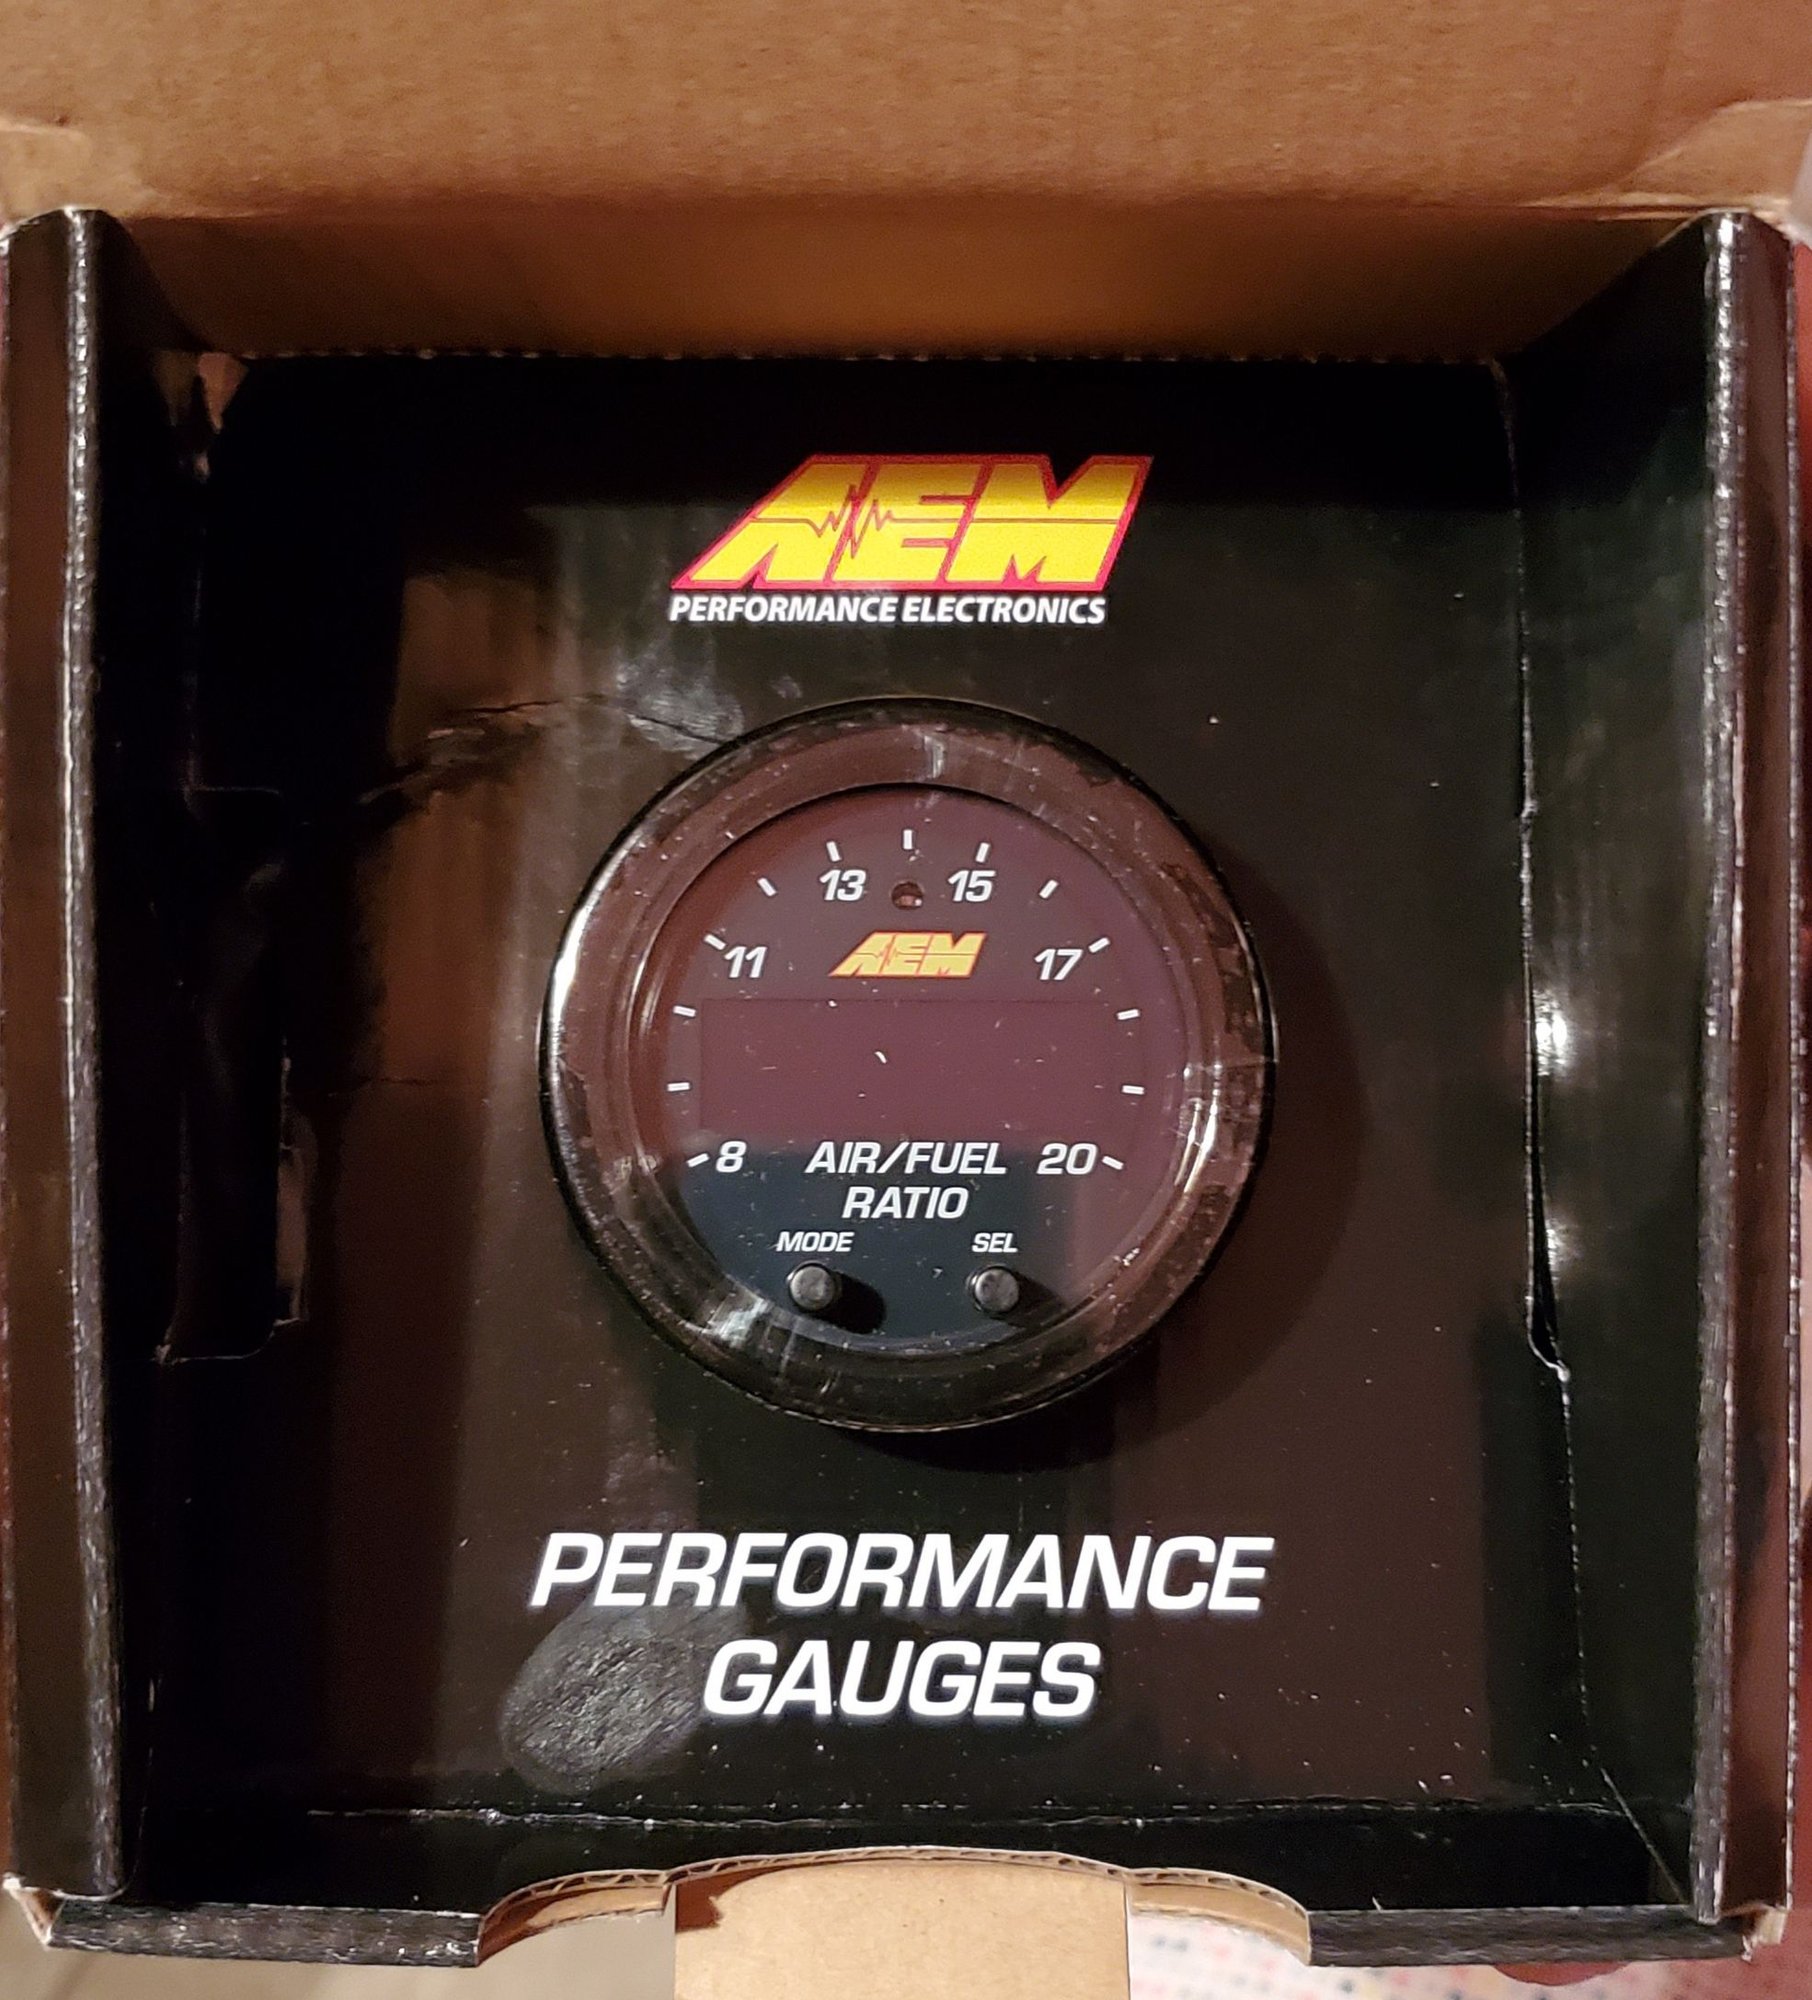 AEM
PERFORMANCE ELECTRONICS
13 15
11 AEM 17
8 AIR/FUEL 20
RATIO
MODE SEL
PERFORMANCE
GAUGES